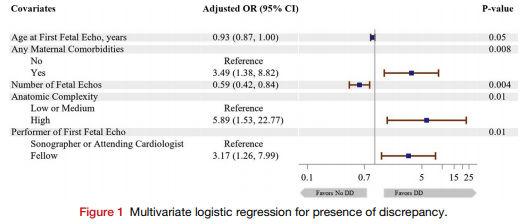 Covariates Adjusted OR (95% CI) P-value
Age at First Fetal Echo, years 0.93 (0.87, 1.00) 0.05
Any Maternal Comorbidities 0.008
No Reference
Yes 3.49 (1.38, 8.82)
Number of Fetal Echos 0.59 (0.42, 0.84) 0.004
Anatomic Complexity 0.01
Low or Medium Reference
High 5.89 (1.53, 22.77)
Performer of First Fetal Echo 0.01
Sonographer or Attending Cardiologist Reference
Fellow 3.17 (1.26, 7.99)
0.1 0.7 5 15 25
Favors No DD Favors DD
Figure 1 Multivariate logistic regression for presence of discrepancy.